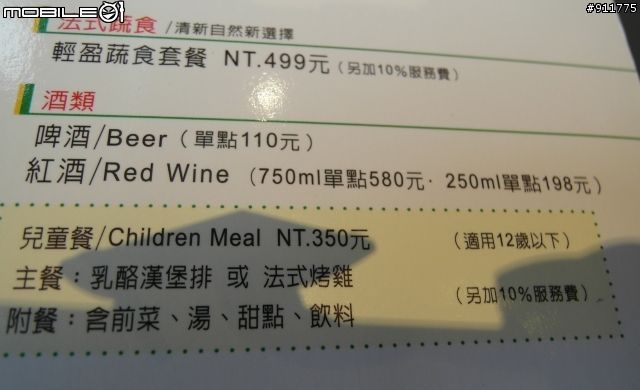 MOBILE01
#911775
法式蔬食 /清新自然新選擇
輕盈蔬食套餐 NT.499元(另加10%服務費)
酒類
啤酒/Beer(單點110元)
紅酒/Red Wine (750ml單點580元· 250ml單點198元)
兒童餐/Children Meal NT.350元 (適用12歲以下)
主餐:乳酪漢堡排 或 法式烤雞
(另加10%服務費)
附餐:含前菜、湯、甜點、飲料